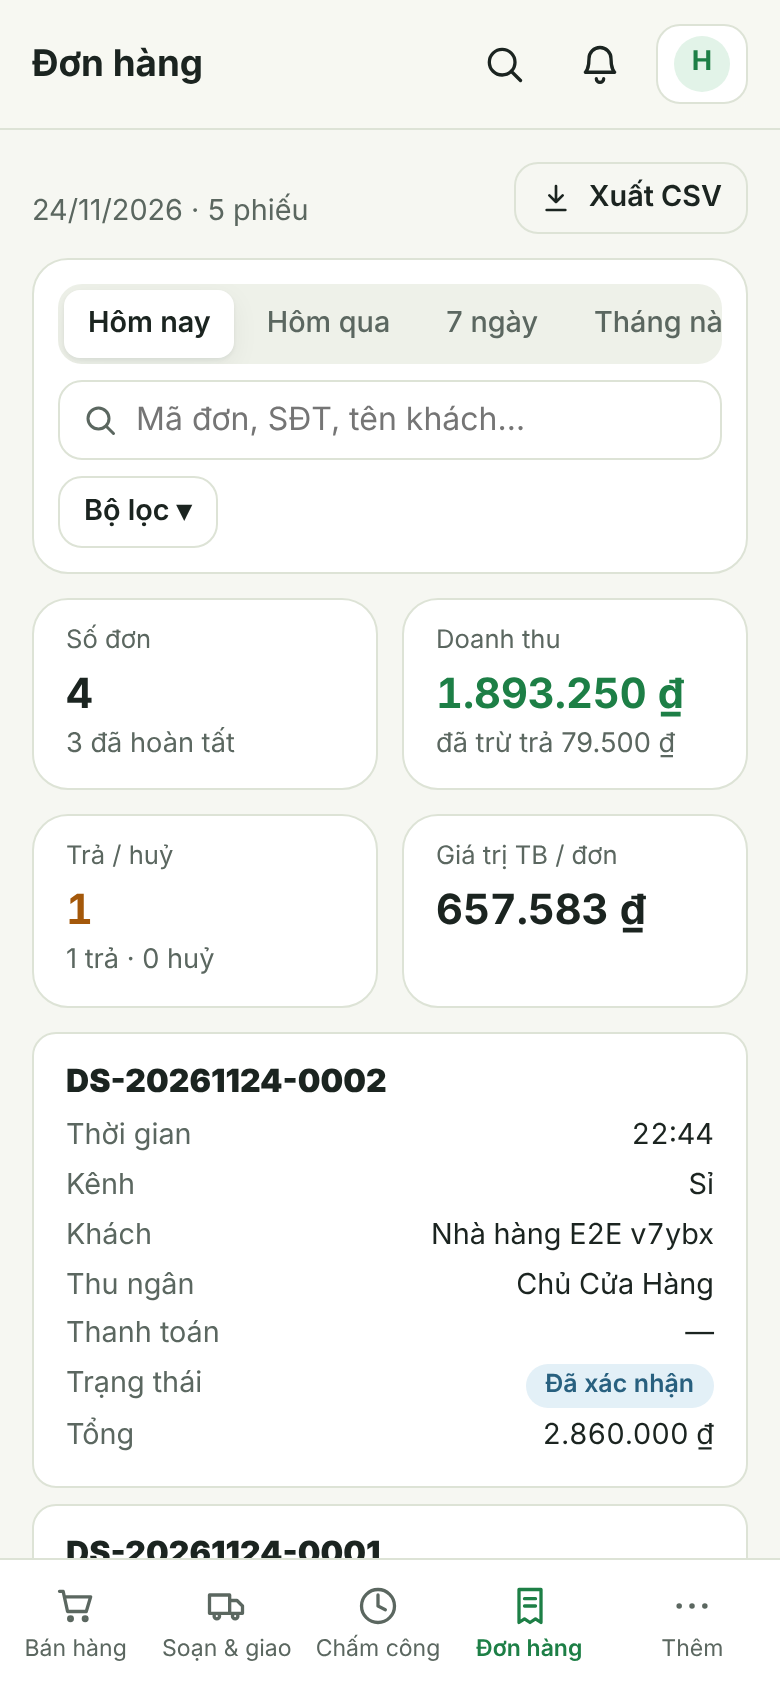 Đơn hàng
H
24/11/2026 · 5 phiếu
Xuất CSV
Hôm nay
Hôm qua
7 ngày
Tháng nà
Mã đơn, SĐT, tên khách...
Bộ lọc ▾
Số đơn
4
3 đã hoàn tất
Doanh thu
1.893.250 ₫
đã trừ trả 79.500 ₫
Trả / huỷ
1
1 trả · 0 huỷ
Giá trị TB / đơn
657.583 ₫
DS-20261124-0002
Thời gian 22:44
Kênh Sỉ
Khách Nhà hàng E2E v7ybx
Thu ngân Chủ Cửa Hàng
Thanh toán —
Trạng thái Đã xác nhận
Tổng 2.860.000 ₫
DS-20261124-0001
Bán hàng
Soạn & giao
Chấm công
Đơn hàng
Thêm